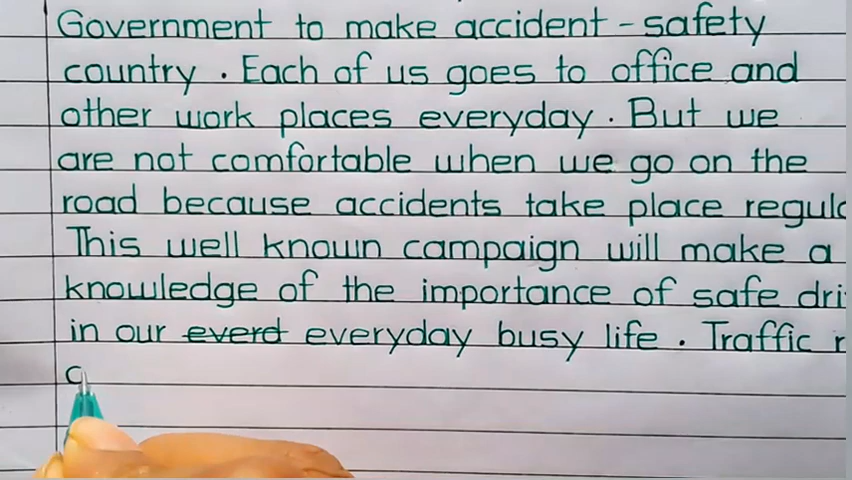 Government to make accident - safety
country . Each of us goes to office and
other work places everyday . But we
are not comfortable when we go on the
road because accidents take place
This well known campaign will make a
knowledge of the importance of safe
in our everd everyday busy life . Traffic